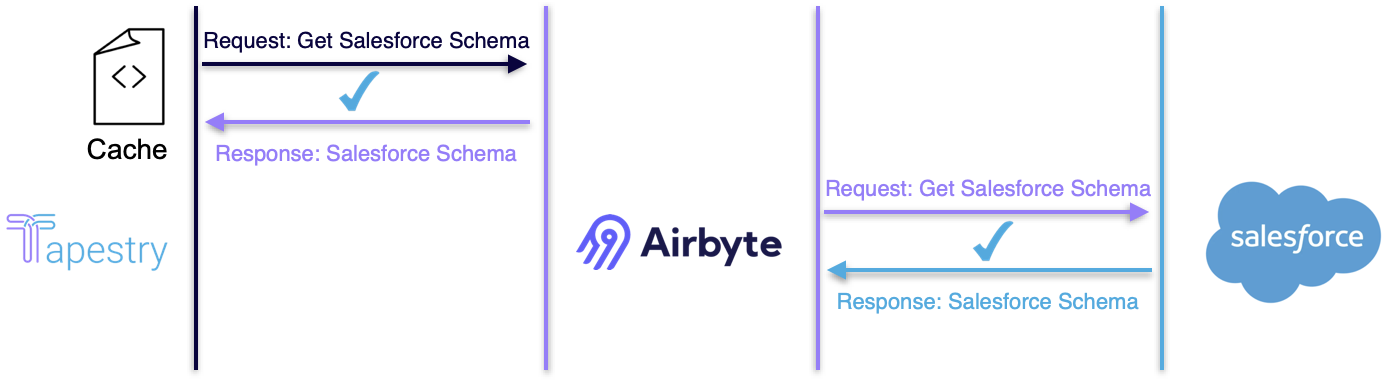 Request: Get Salesforce Schema
<>
Cache
Response: Salesforce Schema
Request: Get Salesforce Schema
Tapestry
Airbyte
salesforce
Response: Salesforce Schema